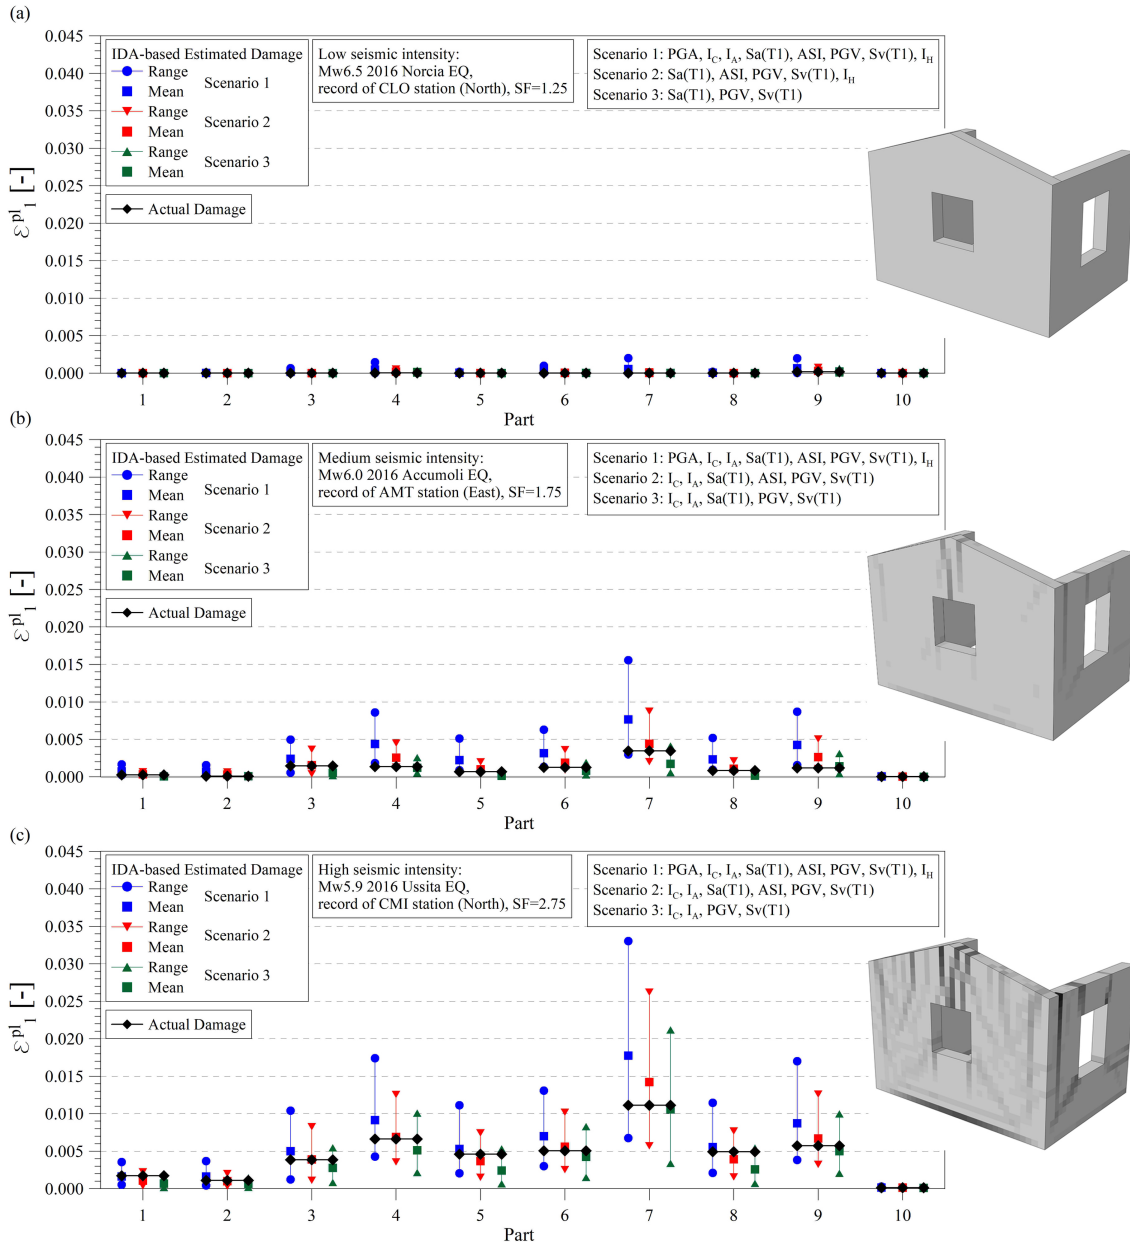 (a)
0.045
0.040
0.035
0.030
0.025
0.020
0.015
0.010
0.005
0.000
ε^pl_1 [-]
IDA-based Estimated Damage
Range
Mean
Scenario 1
Range
Mean
Scenario 2
Range
Mean
Scenario 3
Actual Damage
Low seismic intensity:
Mw6.5 2016 Norcia EQ,
record of CLO station (North), SF=1.25
Scenario 1: PGA, I_C, I_A, Sa(T1), ASI, PGV, Sv(T1), I_H
Scenario 2: Sa(T1), ASI, PGV, Sv(T1), I_H
Scenario 3: Sa(T1), PGV, Sv(T1)
1 2 3 4 5 6 7 8 9 10
Part
(b)
0.045
0.040
0.035
0.030
0.025
0.020
0.015
0.010
0.005
0.000
ε^pl_1 [-]
IDA-based Estimated Damage
Range
Mean
Scenario 1
Range
Mean
Scenario 2
Range
Mean
Scenario 3
Actual Damage
Medium seismic intensity:
Mw6.0 2016 Accumoli EQ,
record of AMT station (East), SF=1.75
Scenario 1: PGA, I_C, I_A, Sa(T1), ASI, PGV, Sv(T1), I_H
Scenario 2: I_C, I_A, Sa(T1), ASI, PGV, Sv(T1)
Scenario 3: I_C, I_A, Sa(T1), PGV, Sv(T1)
1 2 3 4 5 6 7 8 9 10
Part
(c)
0.045
0.040
0.035
0.030
0.025
0.020
0.015
0.010
0.005
0.000
ε^pl_1 [-]
IDA-based Estimated Damage
Range
Mean
Scenario 1
Range
Mean
Scenario 2
Range
Mean
Scenario 3
Actual Damage
High seismic intensity:
Mw5.9 2016 Ussita EQ,
record of CMI station (North), SF=2.75
Scenario 1: PGA, I_C, I_A, Sa(T1), ASI, PGV, Sv(T1), I_H
Scenario 2: I_C, I_A, Sa(T1), ASI, PGV, Sv(T1)
Scenario 3: I_C, I_A, PGV, Sv(T1)
1 2 3 4 5 6 7 8 9 10
Part